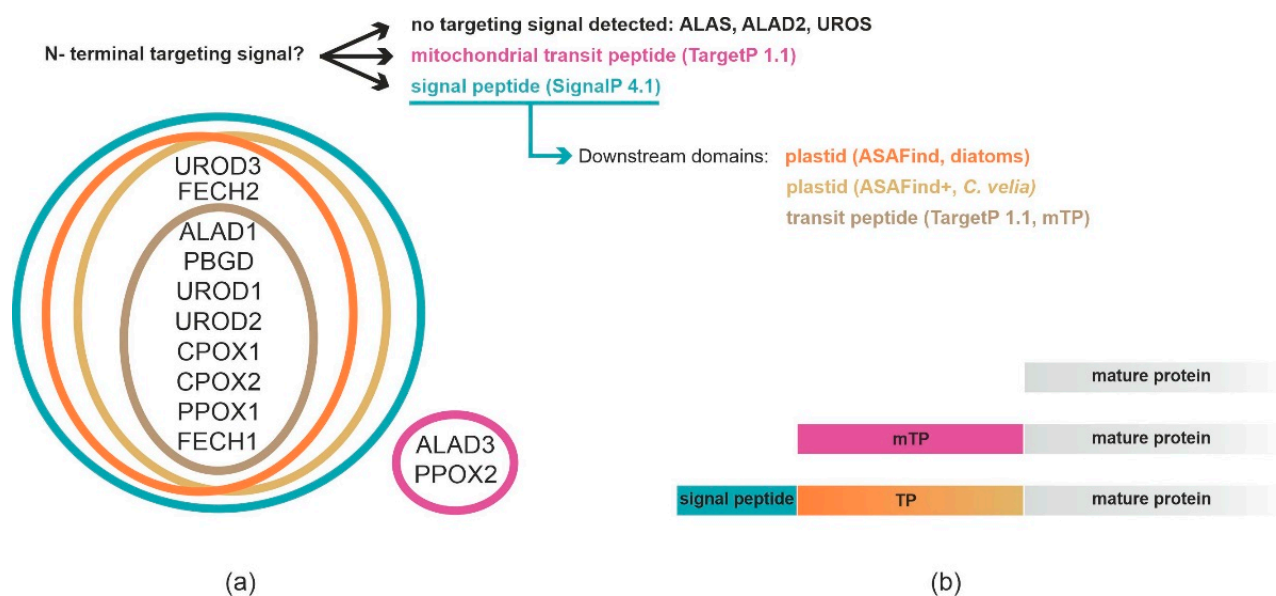 no targeting signal detected: ALAS, ALAD2, UROS
N- terminal targeting signal?
mitochondrial transit peptide (TargetP 1.1)
signal peptide (SignalP 4.1)
Downstream domains:
plastid (ASAFind, diatoms)
plastid (ASAFind+, C. velia)
transit peptide (TargetP 1.1, mTP)
UROD3
FECH2
ALAD1
PBGD
UROD1
UROD2
CPOX1
CPOX2
PPOX1
FECH1
ALAD3
PPOX2
mature protein
mTP mature protein
signal peptide TP mature protein
(a) (b)